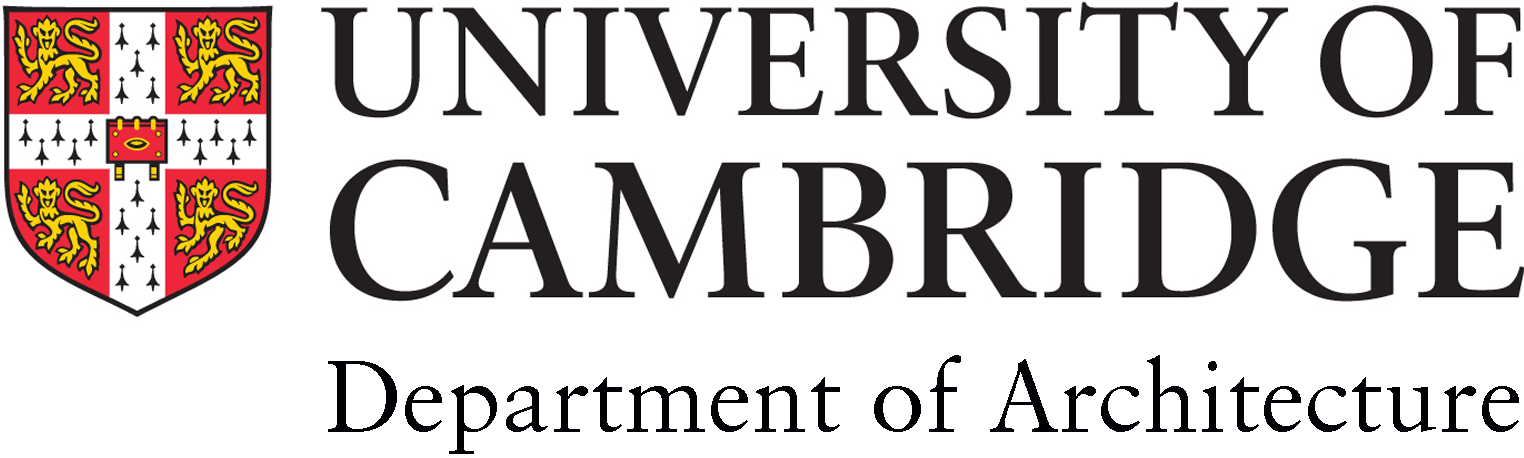 UNIVERSITY OF
CAMBRIDGE
Department of Architecture